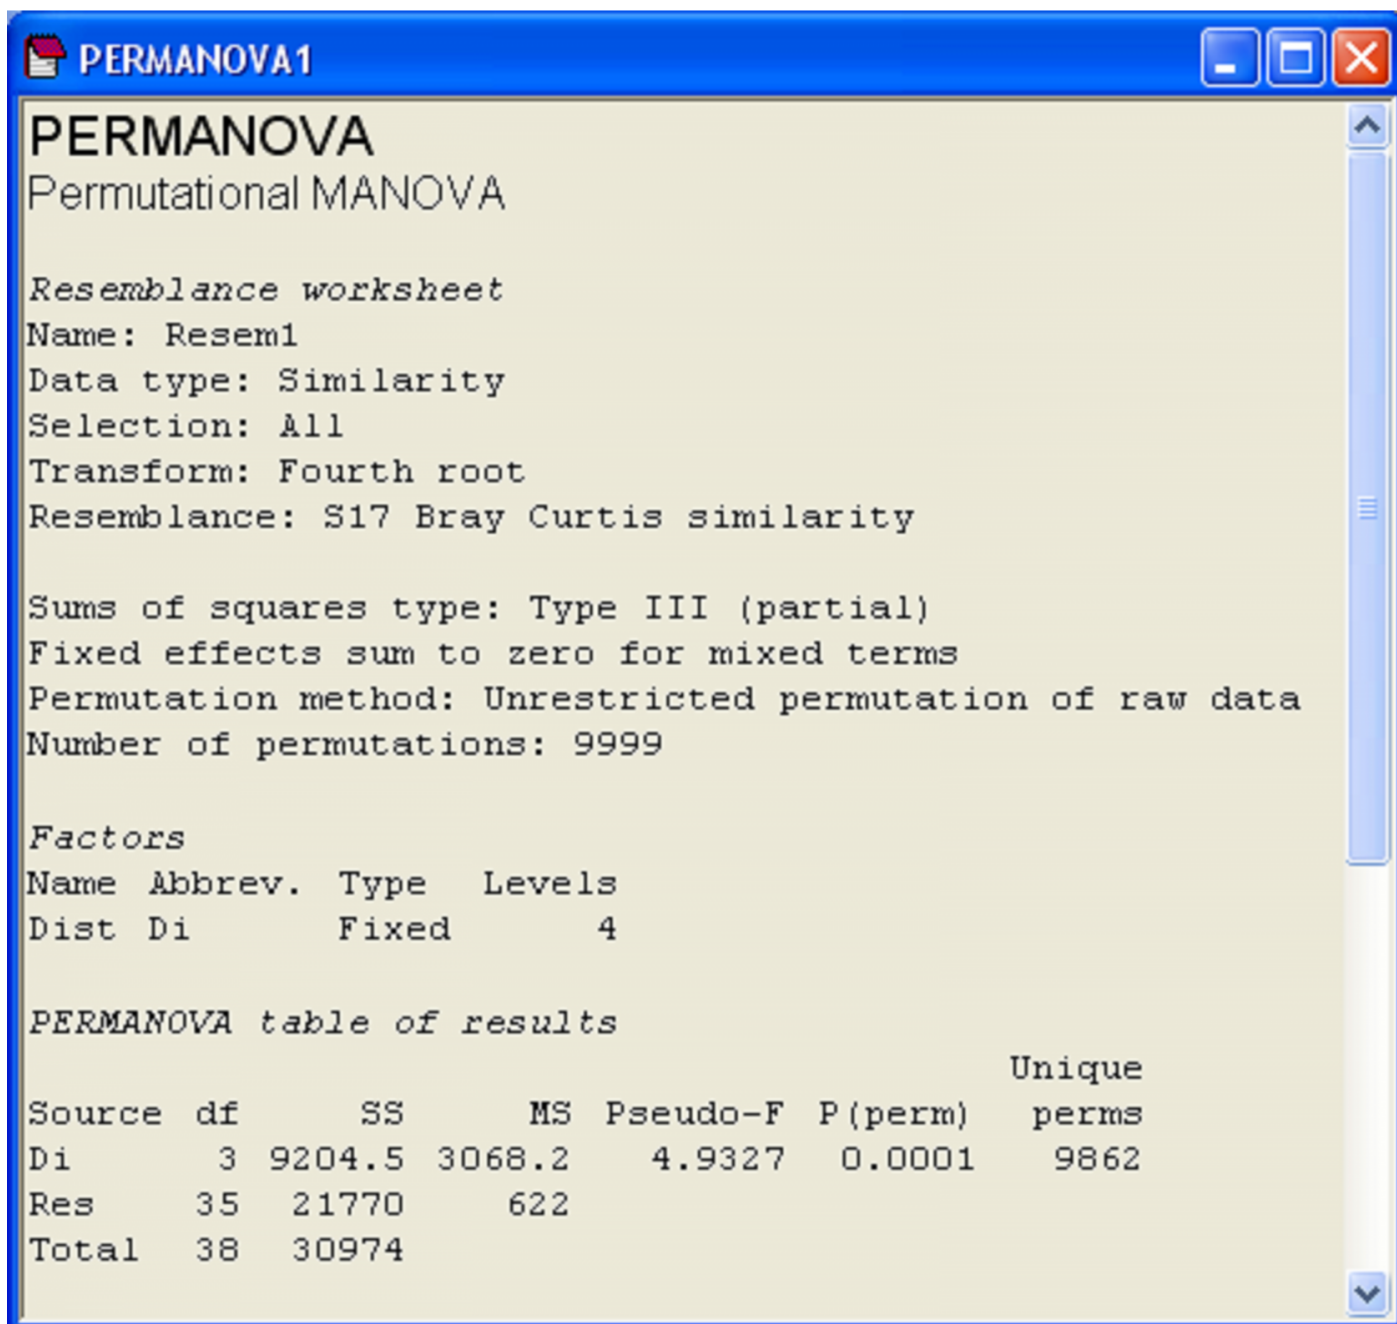 PERMANOVA1
PERMANOVA
Permutational MANOVA
Resemblance worksheet
Name: Resem1
Data type: Similarity
Selection: All
Transform: Fourth root
Resemblance: S17 Bray Curtis similarity
Sums of squares type: Type III (partial)
Fixed effects sum to zero for mixed terms
Permutation method: Unrestricted permutation of raw data
Number of permutations: 9999
Factors
Name Abbrev. Type Levels
Dist Di Fixed 4
PERMANOVA table of results
Unique
Source df SS MS Pseudo-F P(perm) perms
Di 3 9204.5 3068.2 4.9327 0.0001 9862
Res 35 21770 622
Total 38 30974